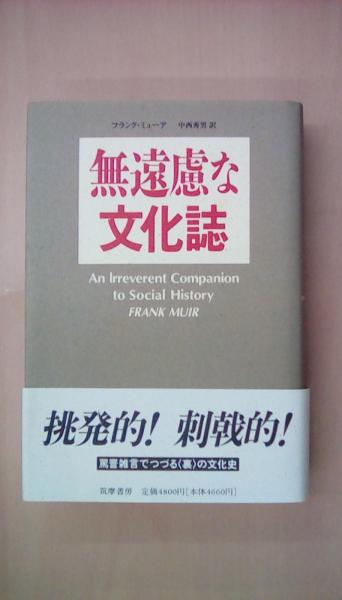 フランク・ミューア 中西秀男 訳
無遠慮な
文化誌
An Irreverent Companion
to Social History
FRANK MUIR
挑発的! 刺戟的!
罵詈雑言でつづる〈裏〉の文化史
筑摩書房 定価4800円[本体4660円]